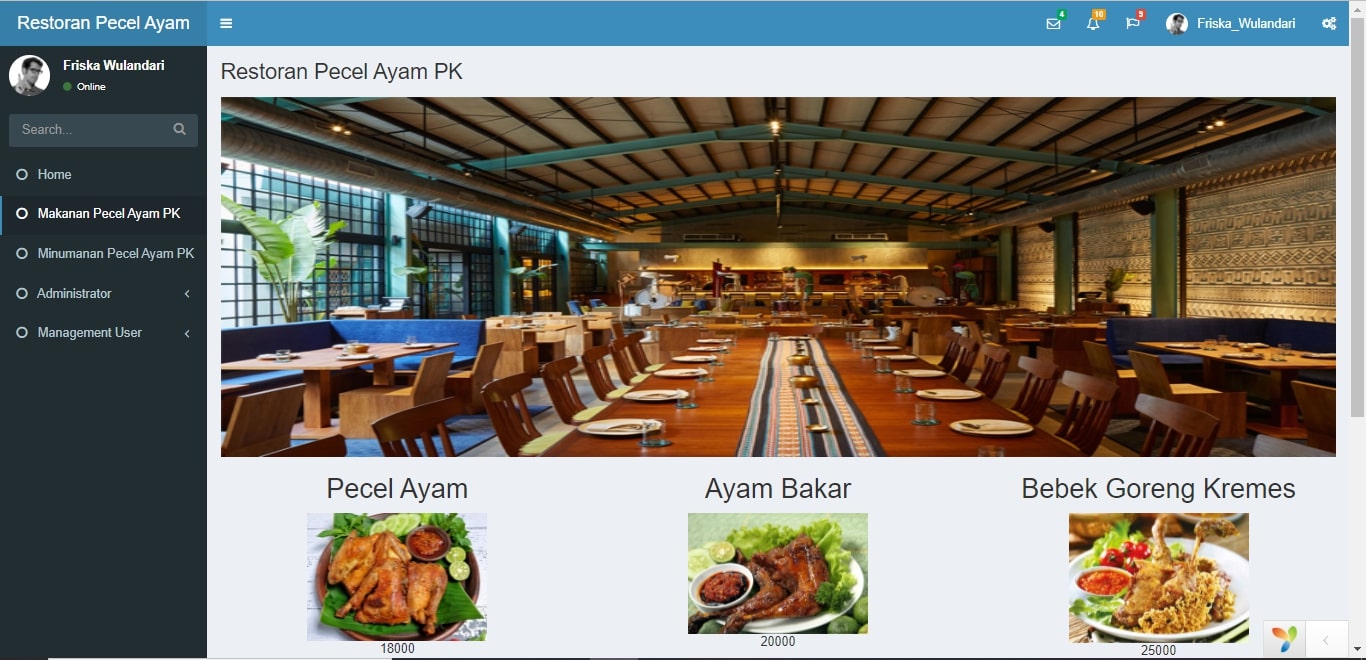 Restoran Pecel Ayam
4
10
9
Friska_Wulandari
Friska Wulandari
Online
Search...
Home
Makanan Pecel Ayam PK
Minumanan Pecel Ayam PK
Administrator
Management User
Restoran Pecel Ayam PK
Pecel Ayam
Ayam Bakar
Bebek Goreng Kremes
18000
20000
25000